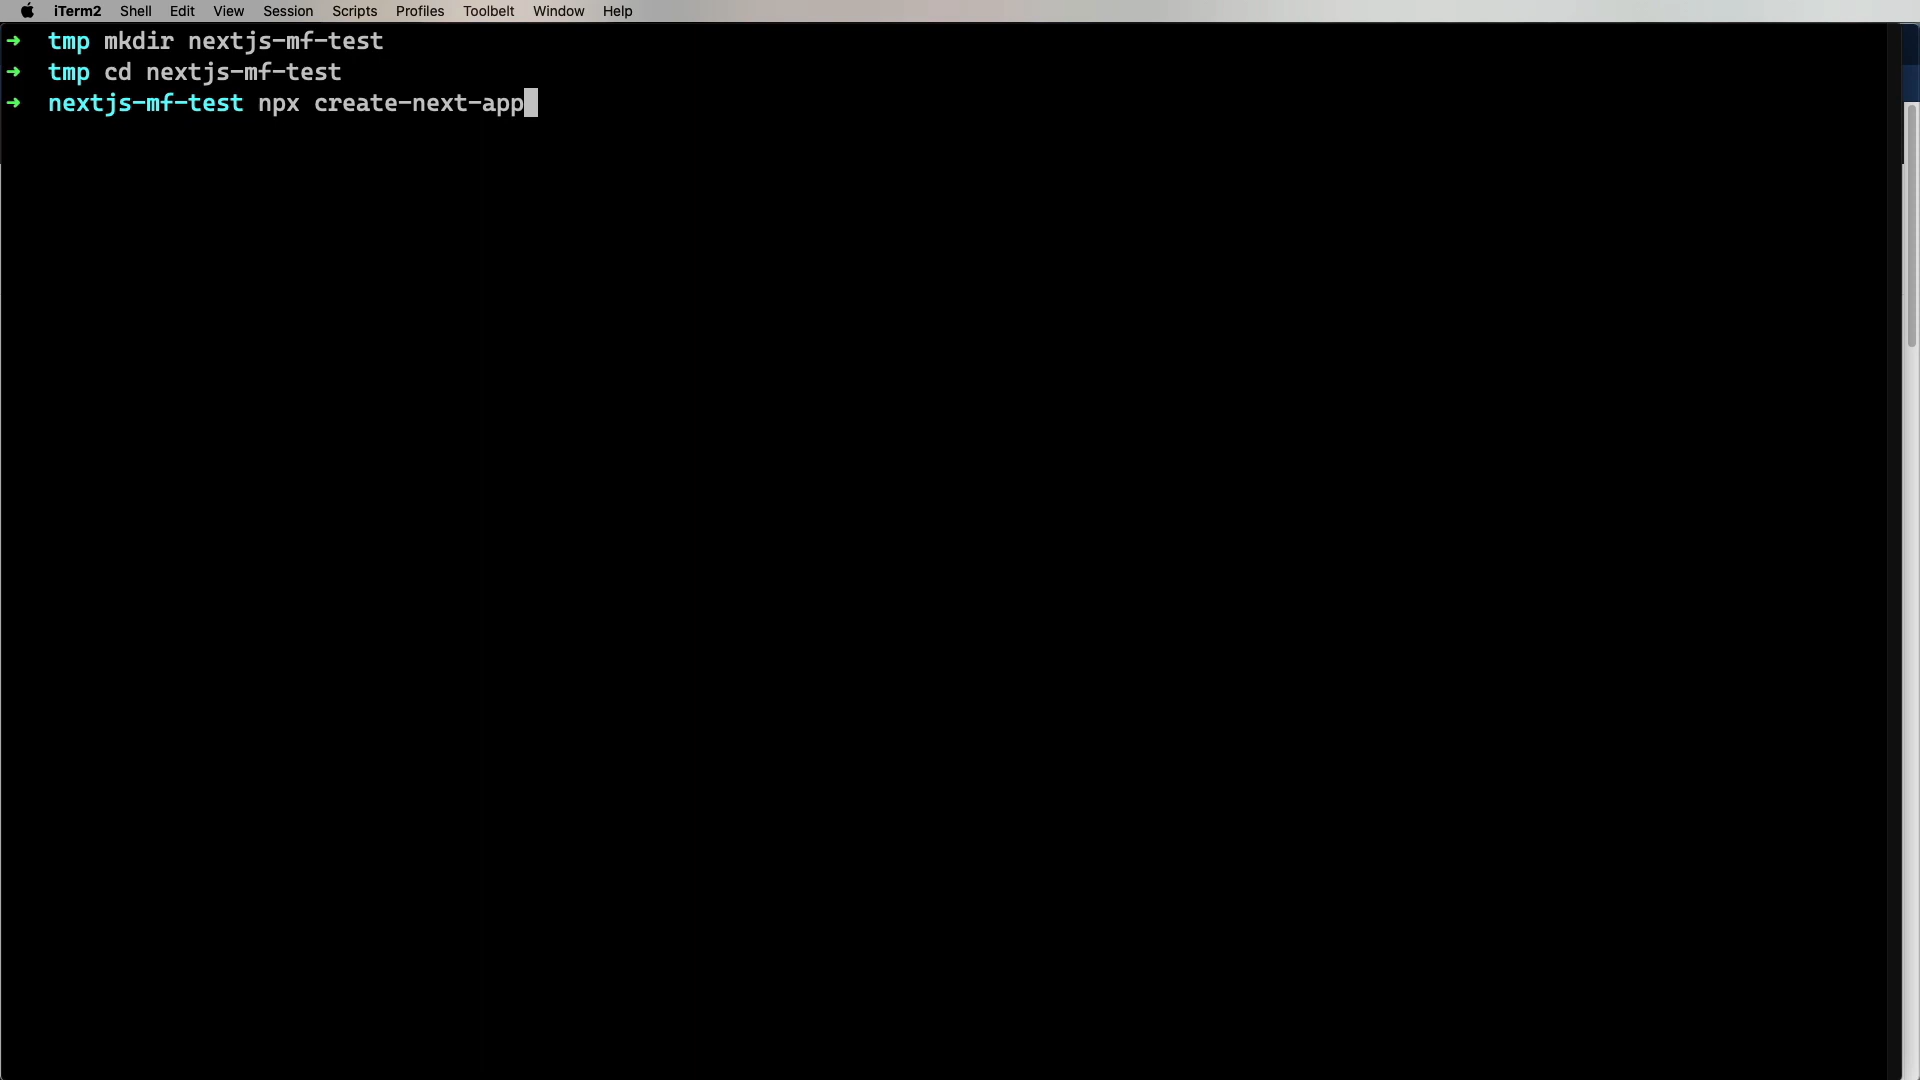 iTerm2 Shell Edit View Session Scripts Profiles Toolbelt Window Help
➜ tmp mkdir nextjs-mf-test
➜ tmp cd nextjs-mf-test
➜ nextjs-mf-test npx create-next-app